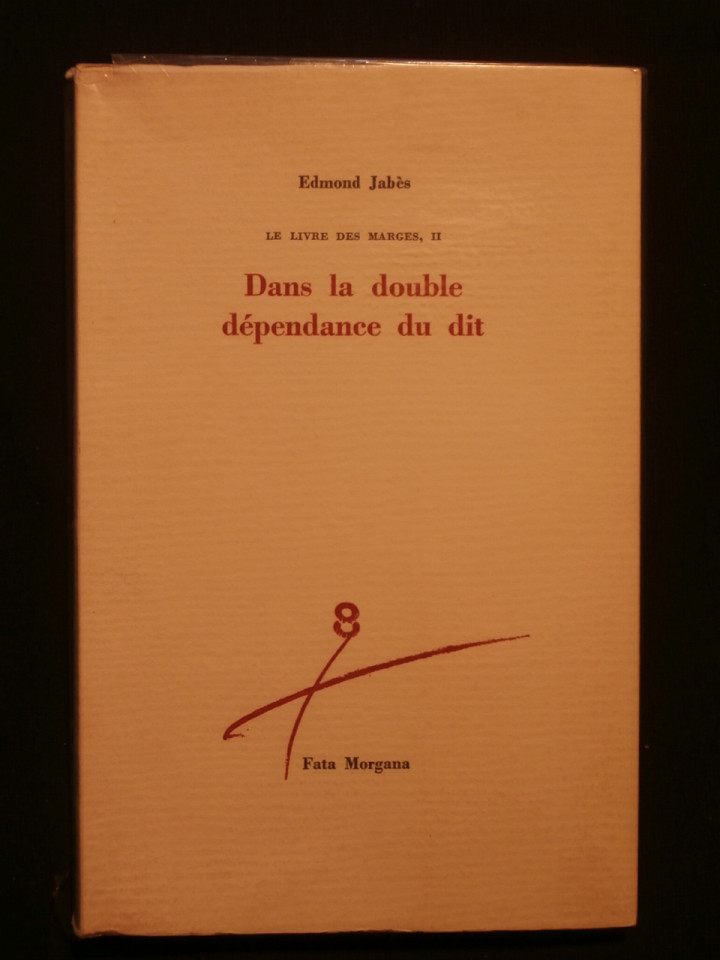 Edmond Jabès
LE LIVRE DES MARGES, II
Dans la double
dépendance du dit
Fata Morgana